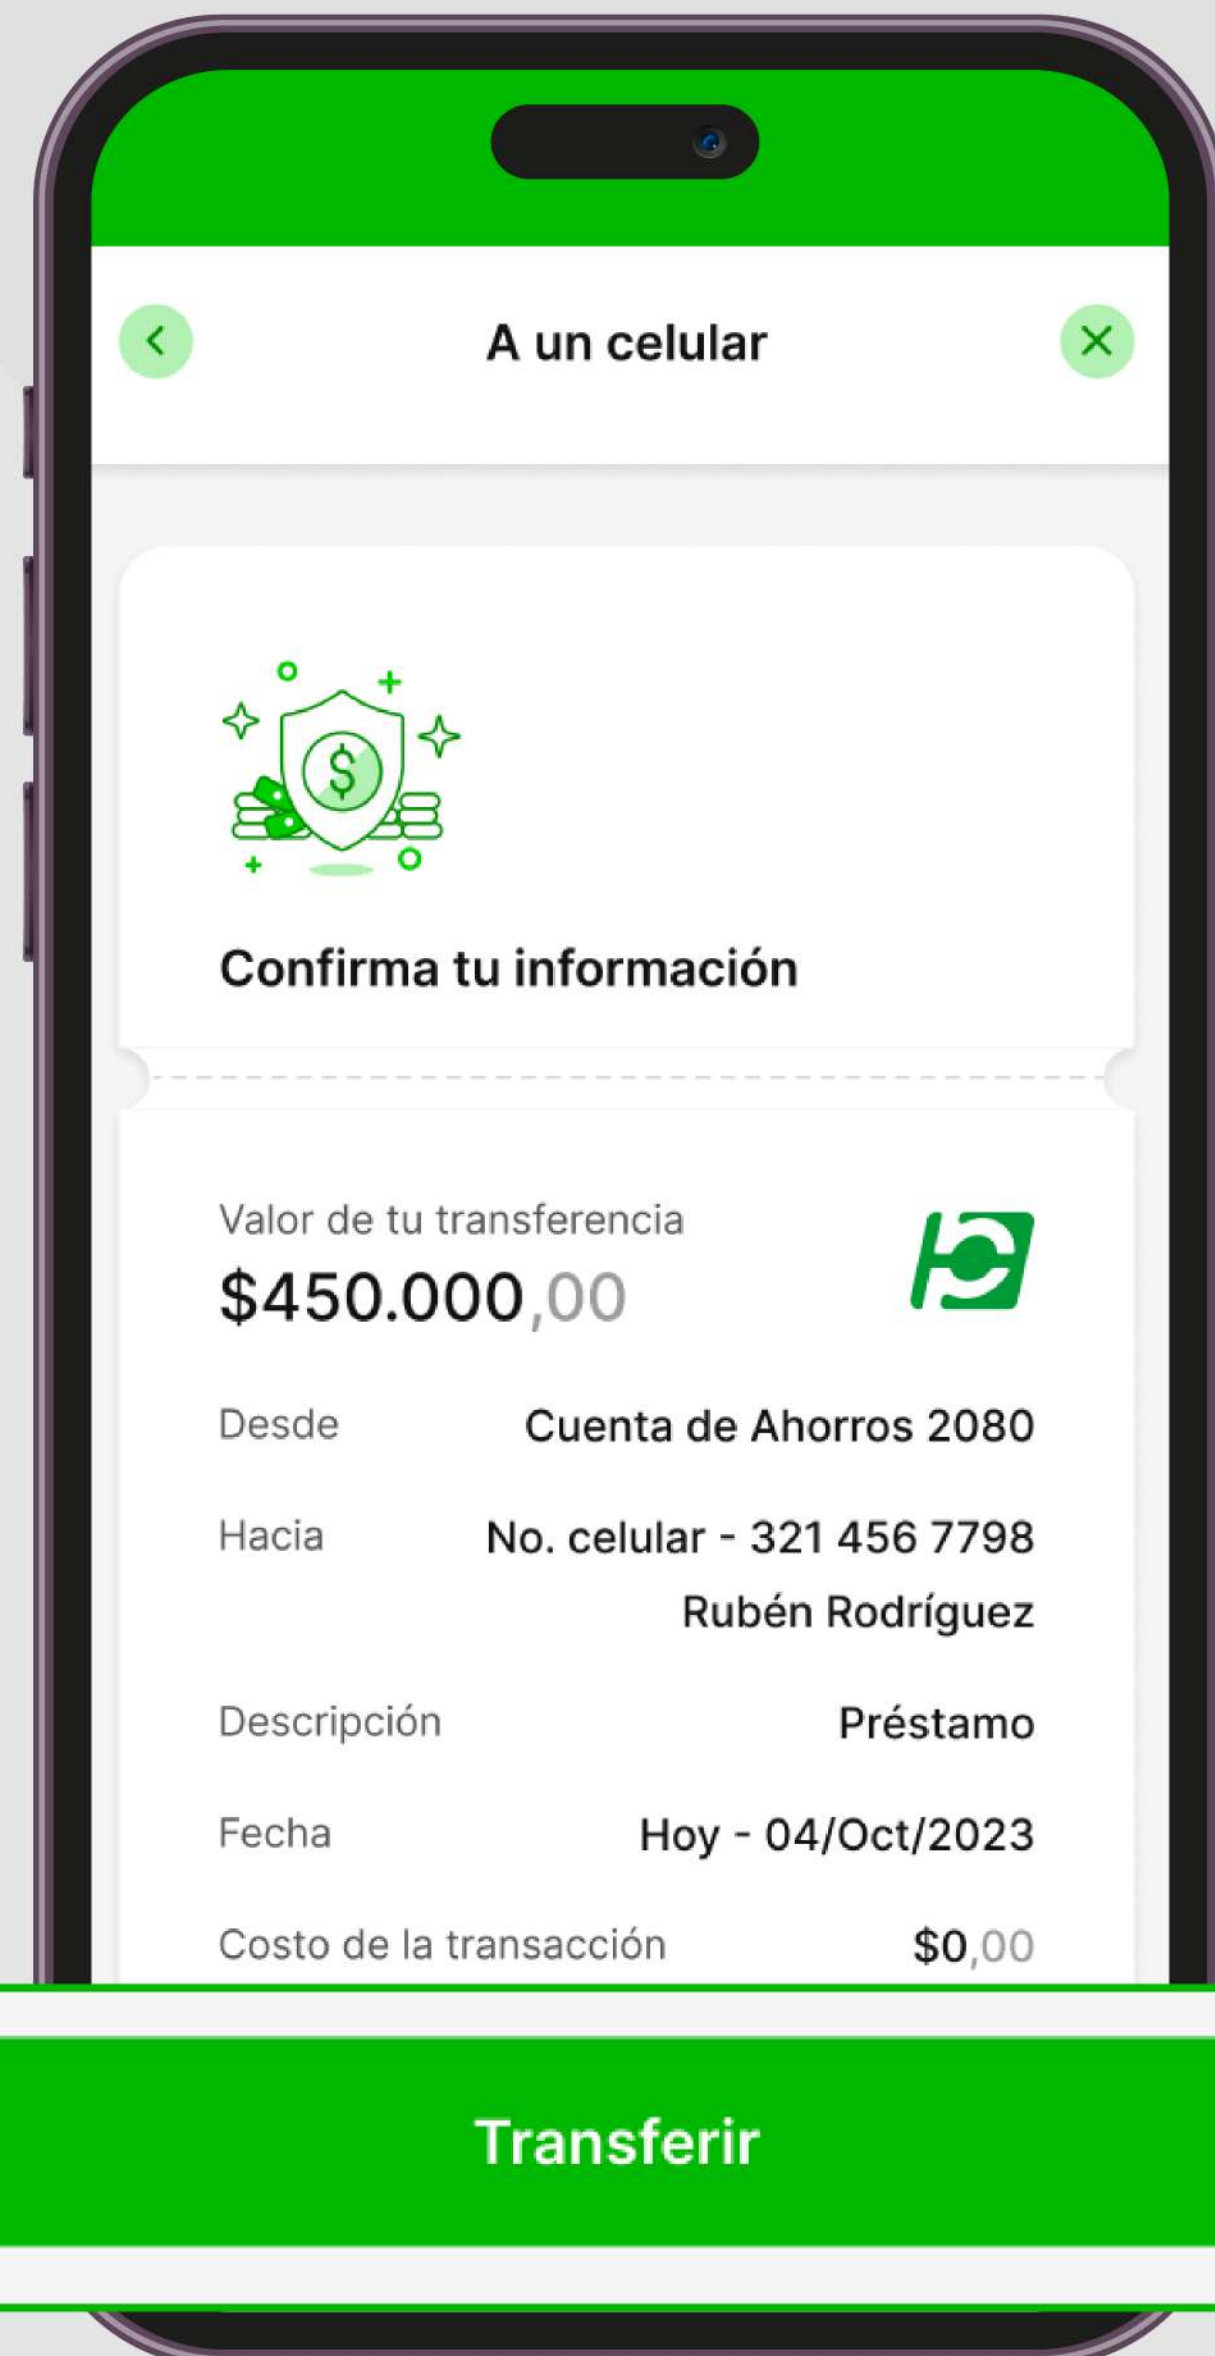 A un celular
$
Confirma tu información
Valor de tu transferencia
$450.000,00
Desde Cuenta de Ahorros 2080
Hacia No. celular - 321 456 7798
Rubén Rodríguez
Descripción Préstamo
Fecha Hoy - 04/Oct/2023
Costo de la transacción $0,00
Transferir